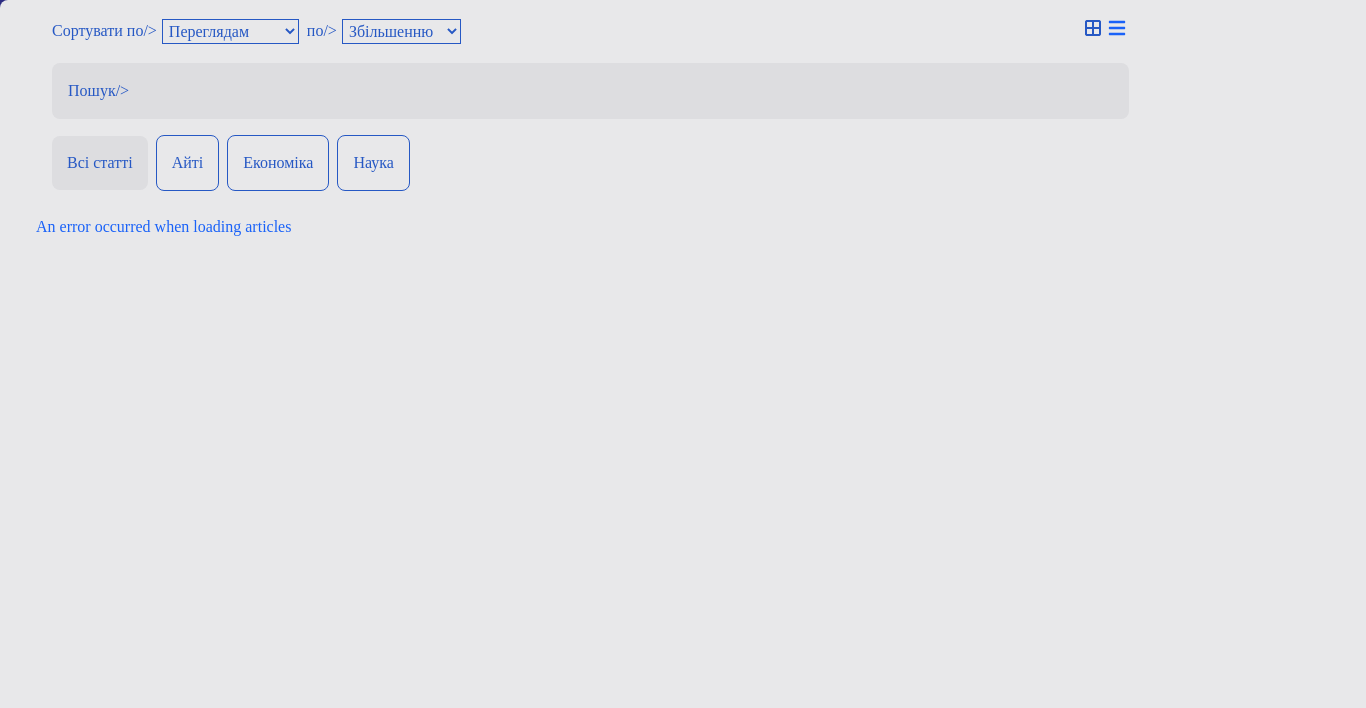 Сортувати по/> Переглядам по/> Збільшенню
Пошук/>
Всі статті Айті Економіка Наука
An error occurred when loading articles